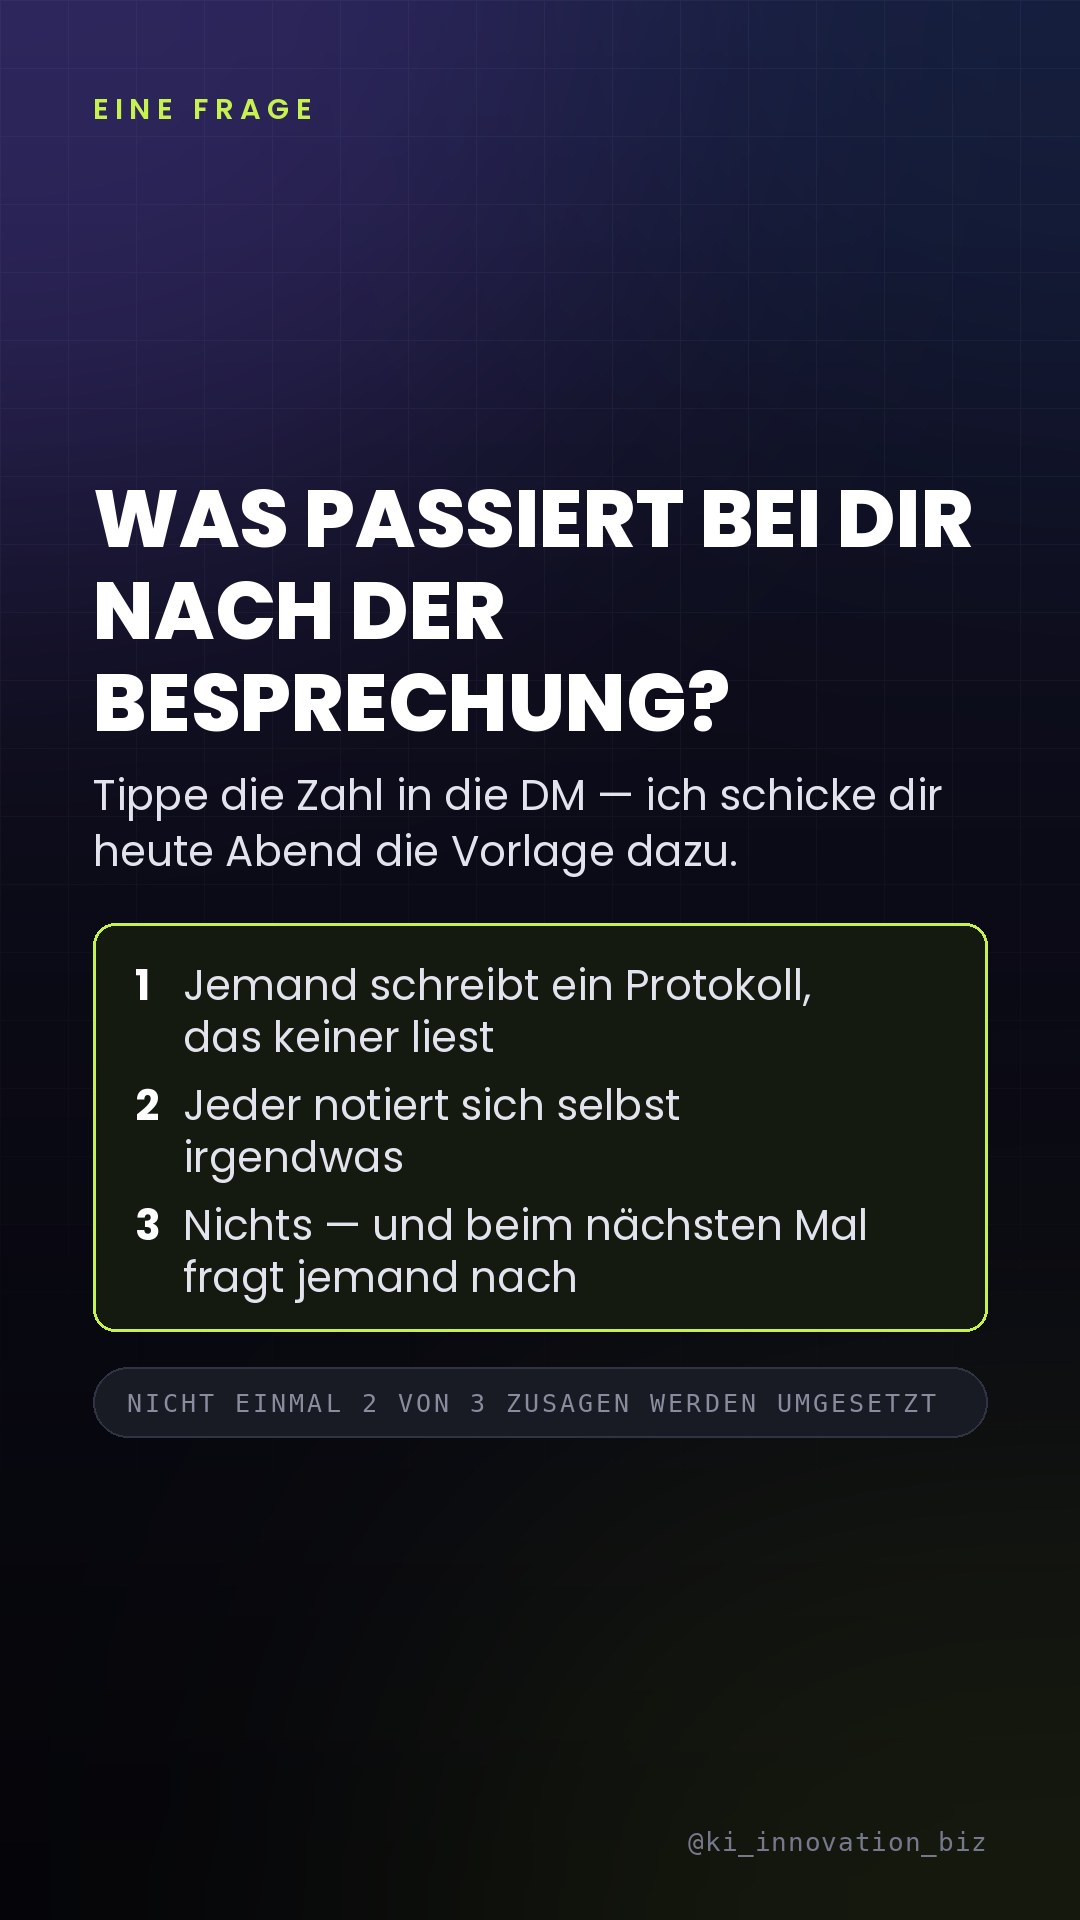 EINE FRAGE
WAS PASSIERT BEI DIR
NACH DER
BESPRECHUNG?
Tippe die Zahl in die DM — ich schicke dir
heute Abend die Vorlage dazu.
1 Jemand schreibt ein Protokoll,
das keiner liest
2 Jeder notiert sich selbst
irgendwas
3 Nichts — und beim nächsten Mal
fragt jemand nach
NICHT EINMAL 2 VON 3 ZUSAGEN WERDEN UMGESETZT
@ki_innovation_biz